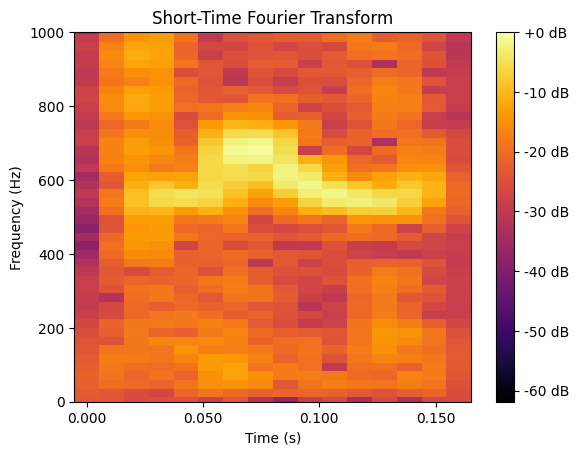 Short-Time Fourier Transform
1000
800
600
400
200
0
Frequency (Hz)
0.000
0.050
0.100
0.150
Time (s)
+0 dB
-10 dB
-20 dB
-30 dB
-40 dB
-50 dB
-60 dB